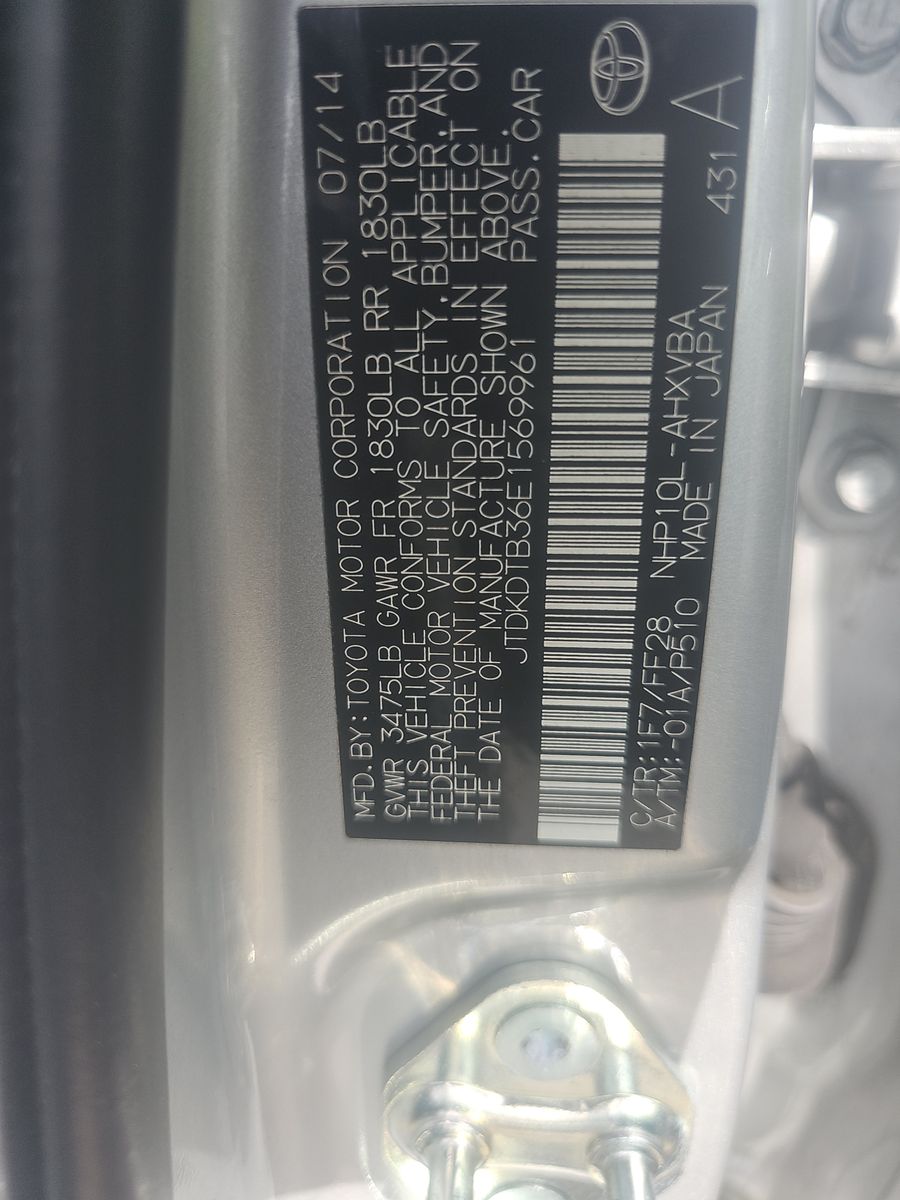 MFD.BY:TOYOTA MOTOR CORPORATION 07/14
GVWR 3475LB GAWR FR 1830LB RR 1830LB
THIS VEHICLE CONFORMS TO ALL APPLICABLE
FEDERAL MOTOR VEHICLE SAFETY,BUMPER,AND
THEFT PREVENTION STANDARDS IN EFFECT ON
THE DATE OF MANUFACTURE SHOWN ABOVE.
JTDKDTB36E1569961 PASS.CAR
C/TR:1F7/FF28 NHP10L-AHXVBA 431 A
A/TM:-01A/P510 MADE IN JAPAN